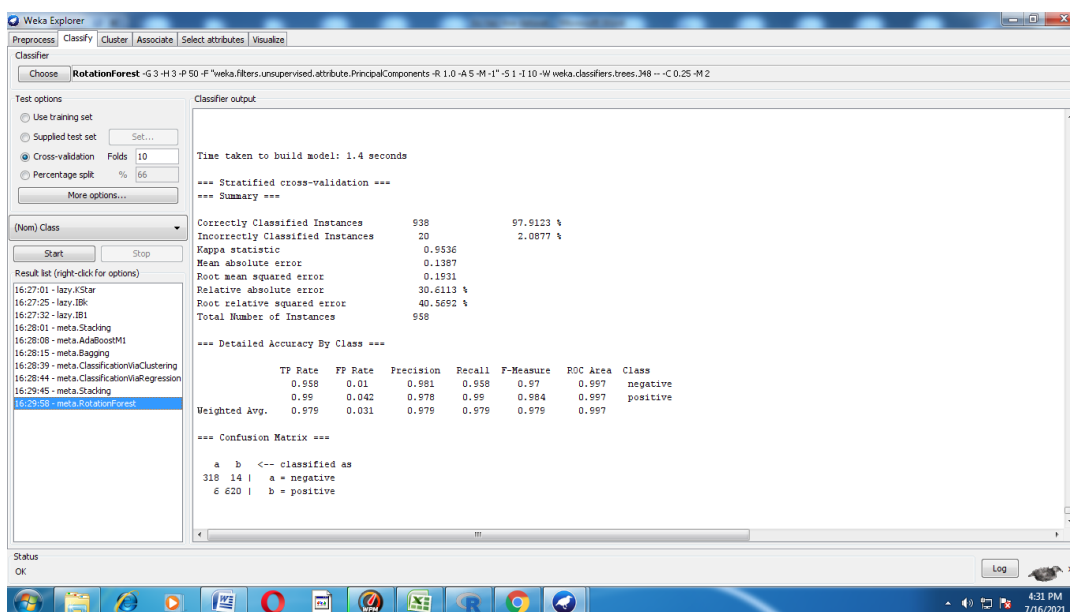 Weka Explorer
Preprocess Classify Cluster Associate Select attributes Visualize
Classifier
Choose RotationForest -G 3 -H 3 -P 50 -F "weka.filters.unsupervised.attribute.PrincipalComponents -R 1.0 -A 5 -M -1" -S 1 -I 10 -W weka.classifiers.trees.J48 -- -C 0.25 -M 2
Test options
Use training set
Supplied test set Set...
Cross-validation Folds 10
Percentage split % 66
More options...
(Nom) Class
Start Stop
Result list (right-click for options)
16:27:01 - lazy.KStar
16:27:25 - lazy.IBk
16:27:32 - lazy.IB1
16:28:01 - meta.Stacking
16:28:08 - meta.AdaBoostM1
16:28:15 - meta.Bagging
16:28:39 - meta.ClassificationViaClustering
16:28:44 - meta.ClassificationViaRegression
16:29:45 - meta.Stacking
16:29:58 - meta.RotationForest
Classifier output
Time taken to build model: 1.4 seconds
=== Stratified cross-validation ===
=== Summary ===
Correctly Classified Instances 938 97.9123 %
Incorrectly Classified Instances 20 2.0877 %
Kappa statistic 0.9536
Mean absolute error 0.1387
Root mean squared error 0.1931
Relative absolute error 30.6113 %
Root relative squared error 40.5692 %
Total Number of Instances 958
=== Detailed Accuracy By Class ===
TP Rate FP Rate Precision Recall F-Measure ROC Area Class
0.958 0.01 0.981 0.958 0.97 0.997 negative
0.99 0.042 0.978 0.99 0.984 0.997 positive
Weighted Avg. 0.979 0.031 0.979 0.979 0.979 0.997
=== Confusion Matrix ===
a b <-- classified as
318 14 | a = negative
6 620 | b = positive
Status
OK
Log
WPM
4:31 PM
7/16/2021